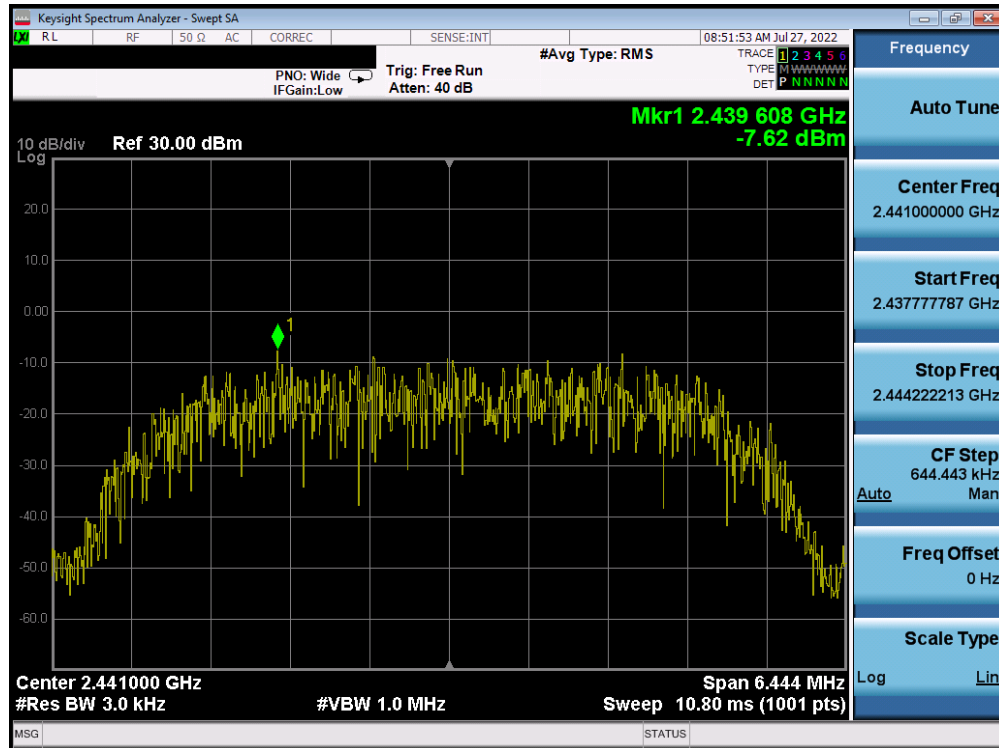 Keysight Spectrum Analyzer - Swept SA
LXI RL RF 50 Ω AC CORREC SENSE:INT 08:51:53 AM Jul 27, 2022
#Avg Type: RMS
TRACE 1 2 3 4 5 6
TYPE M W W W W W
DET P N N N N N
PNO: Wide
IFGain:Low
Trig: Free Run
Atten: 40 dB
Mkr1 2.439 608 GHz
-7.62 dBm
10 dB/div Ref 30.00 dBm
Log
20.0
10.0
0.00
-10.0
-20.0
-30.0
-40.0
-50.0
-60.0
1
Center 2.441000 GHz Span 6.444 MHz
#Res BW 3.0 kHz #VBW 1.0 MHz Sweep 10.80 ms (1001 pts)
MSG STATUS
Frequency
Auto Tune
Center Freq
2.441000000 GHz
Start Freq
2.437777787 GHz
Stop Freq
2.444222213 GHz
CF Step
644.443 kHz
Auto Man
Freq Offset
0 Hz
Scale Type
Log Lin